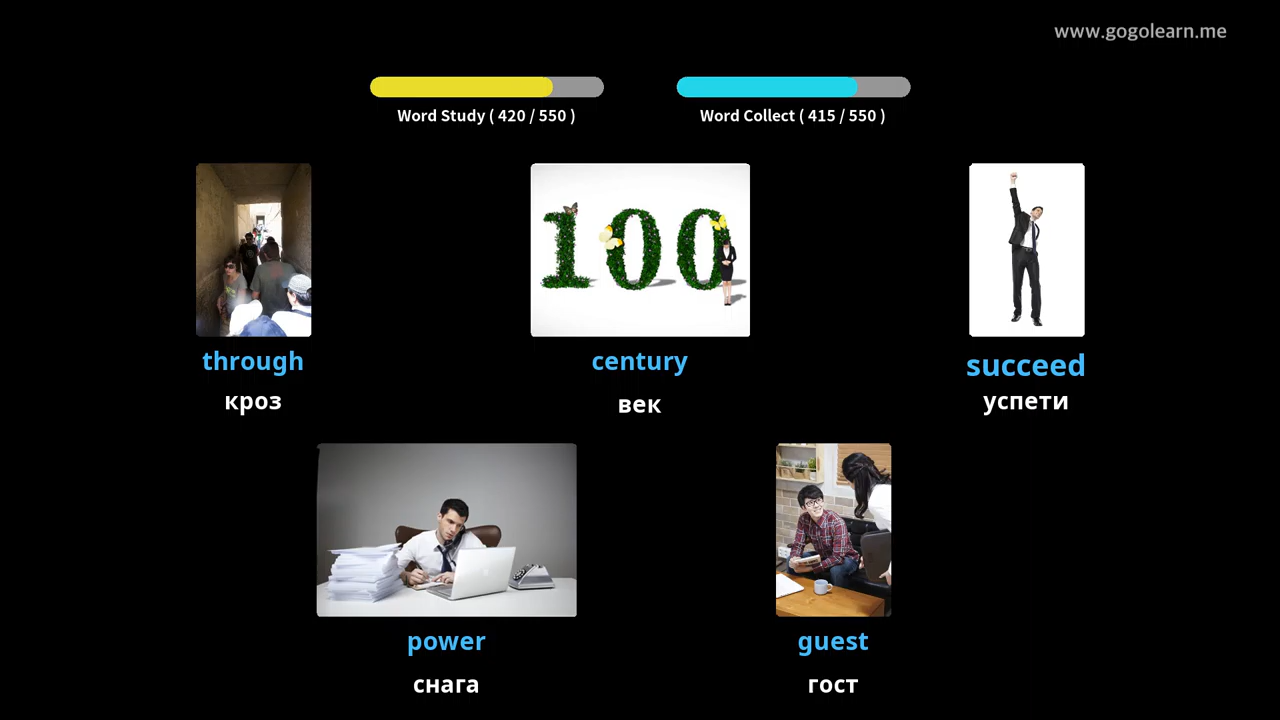 www.gogolearn.me
Word Study ( 420 / 550 )
Word Collect ( 415 / 550 )
through
century
succeed
кроз
век
успети
power
guest
снага
гост